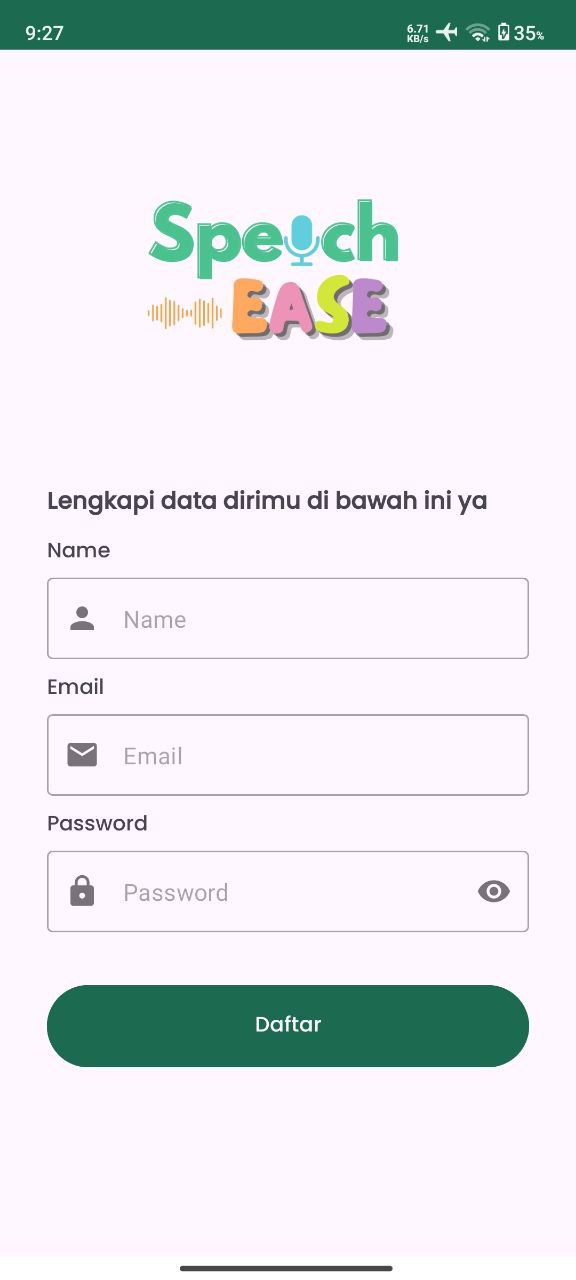 9:27
6.71
KB/s
35%
Speech
EASE
Lengkapi data dirimu di bawah ini ya
Name
Name
Email
Email
Password
Password
Daftar